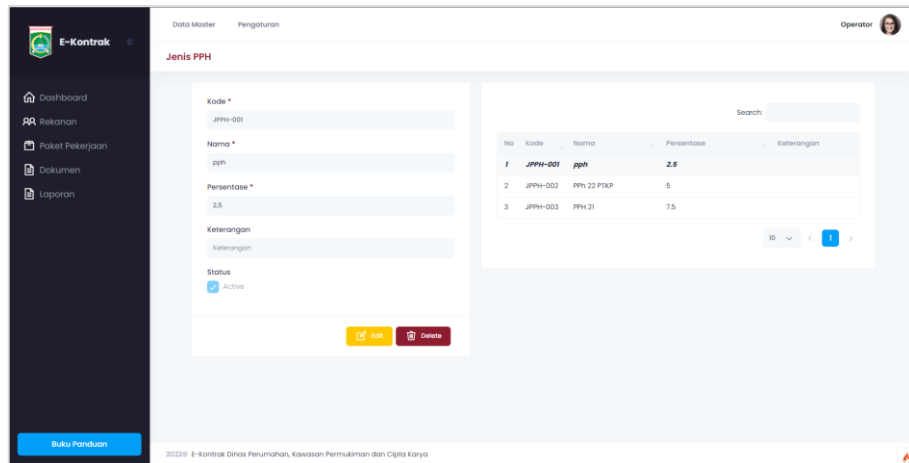 E-Kontrak
Data Master Pengaturan Operator
Jenis PPH
Dashboard
Rekanan
Paket Pekerjaan
Dokumen
Laporan
Buku Panduan
Kode *
JPPH-001
Nama *
pph
Persentase *
2,5
Keterangan
Keterangan
Status
Active
Edit Delete
Search:
No Kode Nama Persentase Keterangan
1 JPPH-001 pph 2.5
2 JPPH-002 PPh 22 PTKP 5
3 JPPH-003 PPH 21 7.5
10 < 1 >
2022© E-Kontrak Dinas Perumahan, Kawasan Permukiman dan Cipta Karya